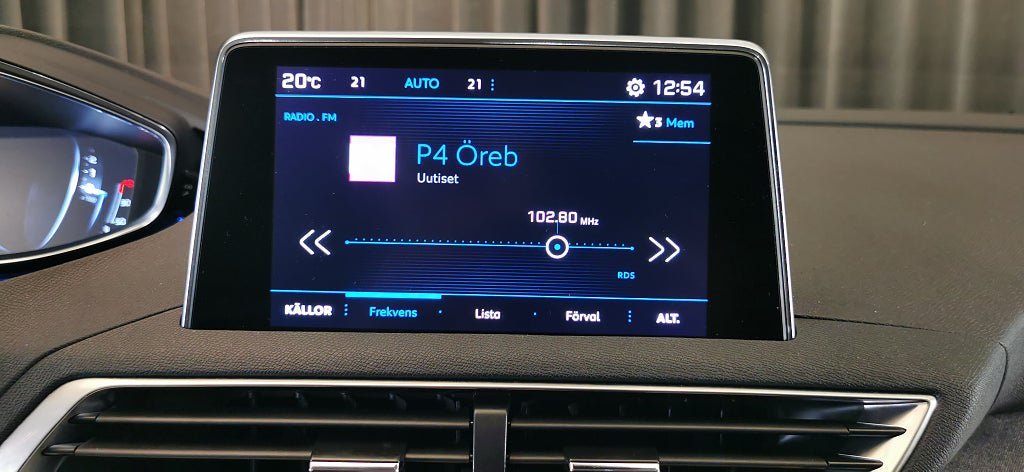 20°C 21 AUTO 21 12:54
RADIO . FM
3 Mem
P4 Öreb
Uutiset
102.80 MHz
RDS
KÄLLOR Frekvens Lista Förval ALT.